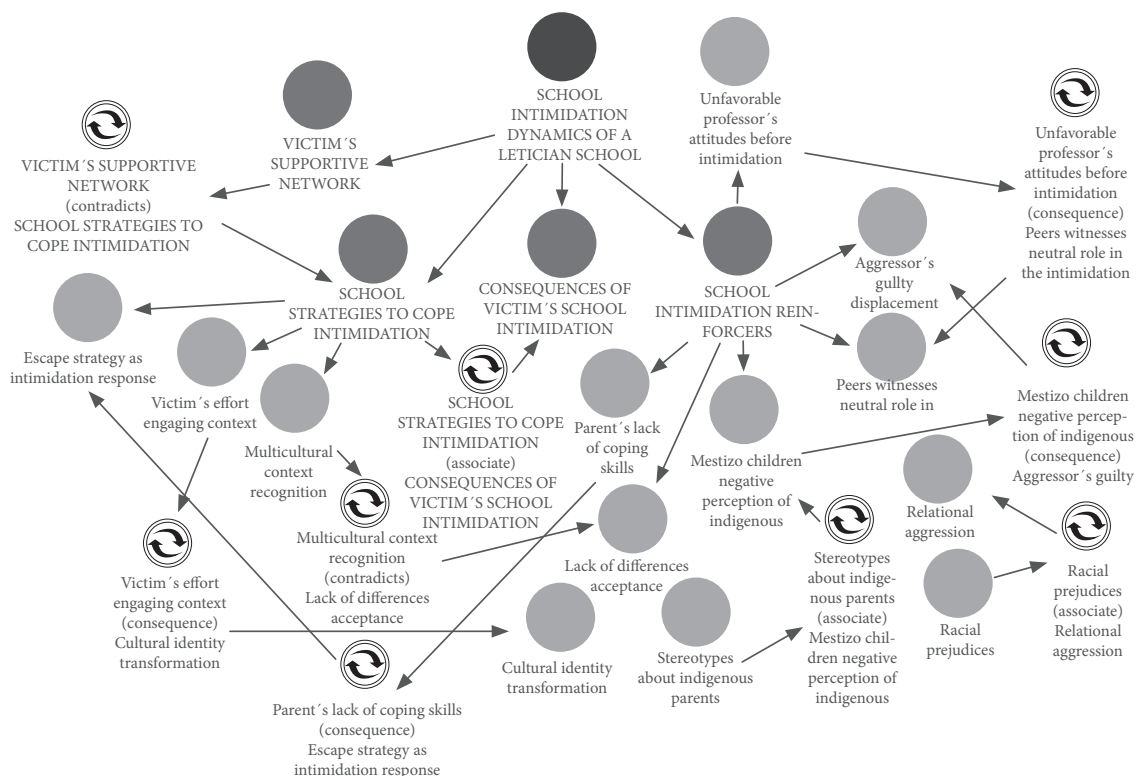 SCHOOL
INTIMIDATION
DYNAMICS OF A
LETICIAN SCHOOL
Unfavorable
professor´s
attitudes before
intimidation
Unfavorable
professor´s
attitudes before
intimidation
(consequence)
Peers witnesses
neutral role in
the intimidation
VICTIM´S
SUPPORTIVE
NETWORK
VICTIM´S SUPPORTIVE
NETWORK
(contradicts)
SCHOOL STRATEGIES TO
COPE INTIMIDATION
SCHOOL
STRATEGIES TO COPE
INTIMIDATION
CONSEQUENCES OF
VICTIM´S SCHOOL
INTIMIDATION
SCHOOL
INTIMIDATION REIN-
FORCERS
Aggressor´s
gullty
displacement
Escape strategy as
intimidation response
Victim´s effort
engaging context
Multicultural
context
recognition
SCHOOL
STRATEGIES TO COPE
INTIMIDATION
(associate)
CONSEQUENCES OF
VICTIM´S SCHOOL
INTIMIDATION
Parent´s lack
of coping
skills
Mestizo children
negative
perception of
indigenous
Peers witnesses
neutral role in
Mestizo children
negative percep-
tion of indigenous
(consequence)
Aggressor´s guilty
Relational
aggression
Victim´s effort
engaging context
(consequence)
Cultural identity
transformation
Multicultural context
recognition
(contradicts)
Lack of differences
acceptance
Lack of differences
acceptance
Stereotypes
about indige-
nous parents
(associate)
Mestizo chil-
dren negative
perception of
indigenous
Racial
prejudices
(associate)
Relational
aggression
Racial
prejudices
Cultural identity
transformation
Stereotypes
about indigenous
parents
Parent´s lack of coping skills
(consequence)
Escape strategy as
intimidation response